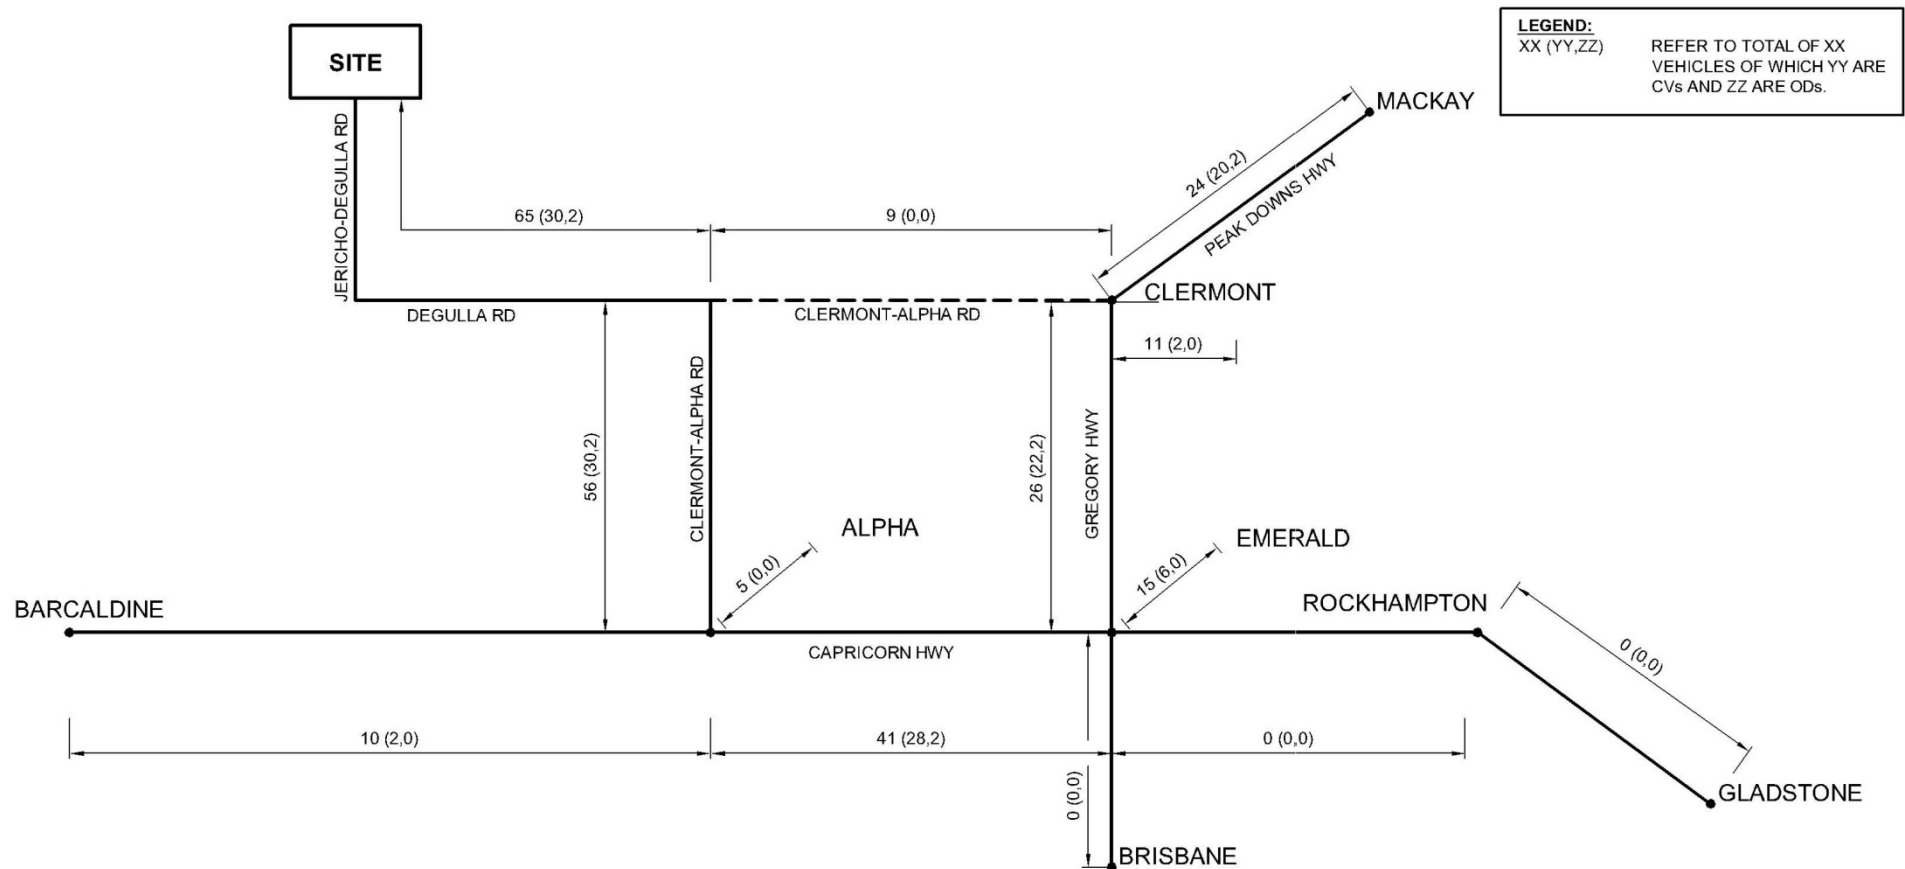 LEGEND:
XX (YY,ZZ) REFER TO TOTAL OF XX
VEHICLES OF WHICH YY ARE
CVs AND ZZ ARE ODs.
SITE
MACKAY
JERICHO-DEGULLA RD
24 (20,2)
PEAK DOWNS HWY
65 (30,2)
9 (0,0)
CLERMONT
DEGULLA RD
CLERMONT-ALPHA RD
11 (2,0)
56 (30,2)
CLERMONT-ALPHA RD
26 (22,2)
GREGORY HWY
ALPHA
EMERALD
5 (0,0)
15 (6,0)
BARCALDINE
ROCKHAMPTON
CAPRICORN HWY
0 (0,0)
10 (2,0)
41 (28,2)
0 (0,0)
0 (0,0)
GLADSTONE
BRISBANE